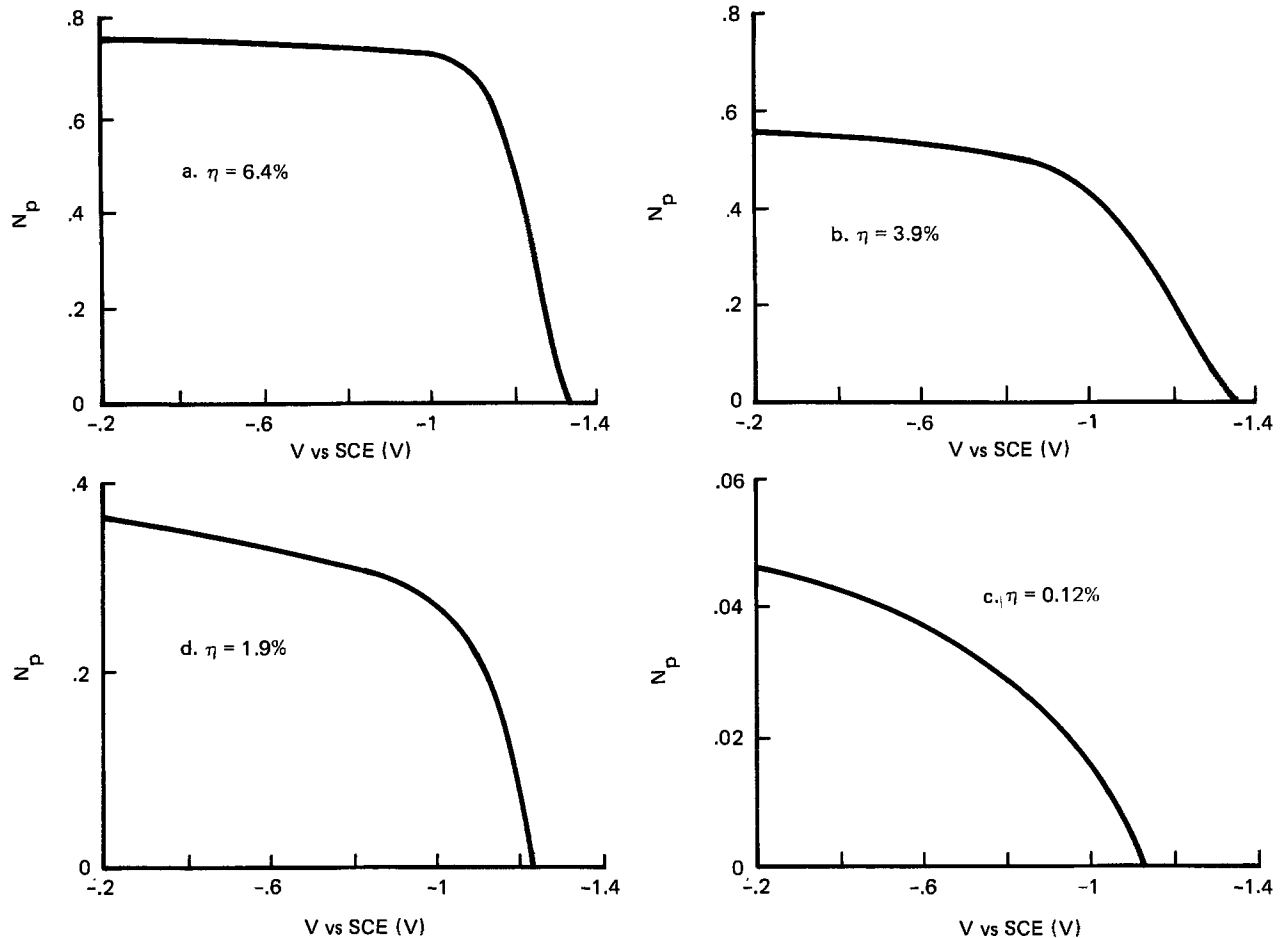 .8
.6
.4
.2
0
N_p
a. η = 6.4%
-.2
-.6
-1
-1.4
V vs SCE (V)
.8
.6
.4
.2
0
N_p
b. η = 3.9%
-.2
-.6
-1
-1.4
V vs SCE (V)
.4
.2
0
N_p
d. η = 1.9%
-.2
-.6
-1
-1.4
V vs SCE (V)
.06
.04
.02
0
N_p
c. η = 0.12%
-.2
-.6
-1
-1.4
V vs SCE (V)